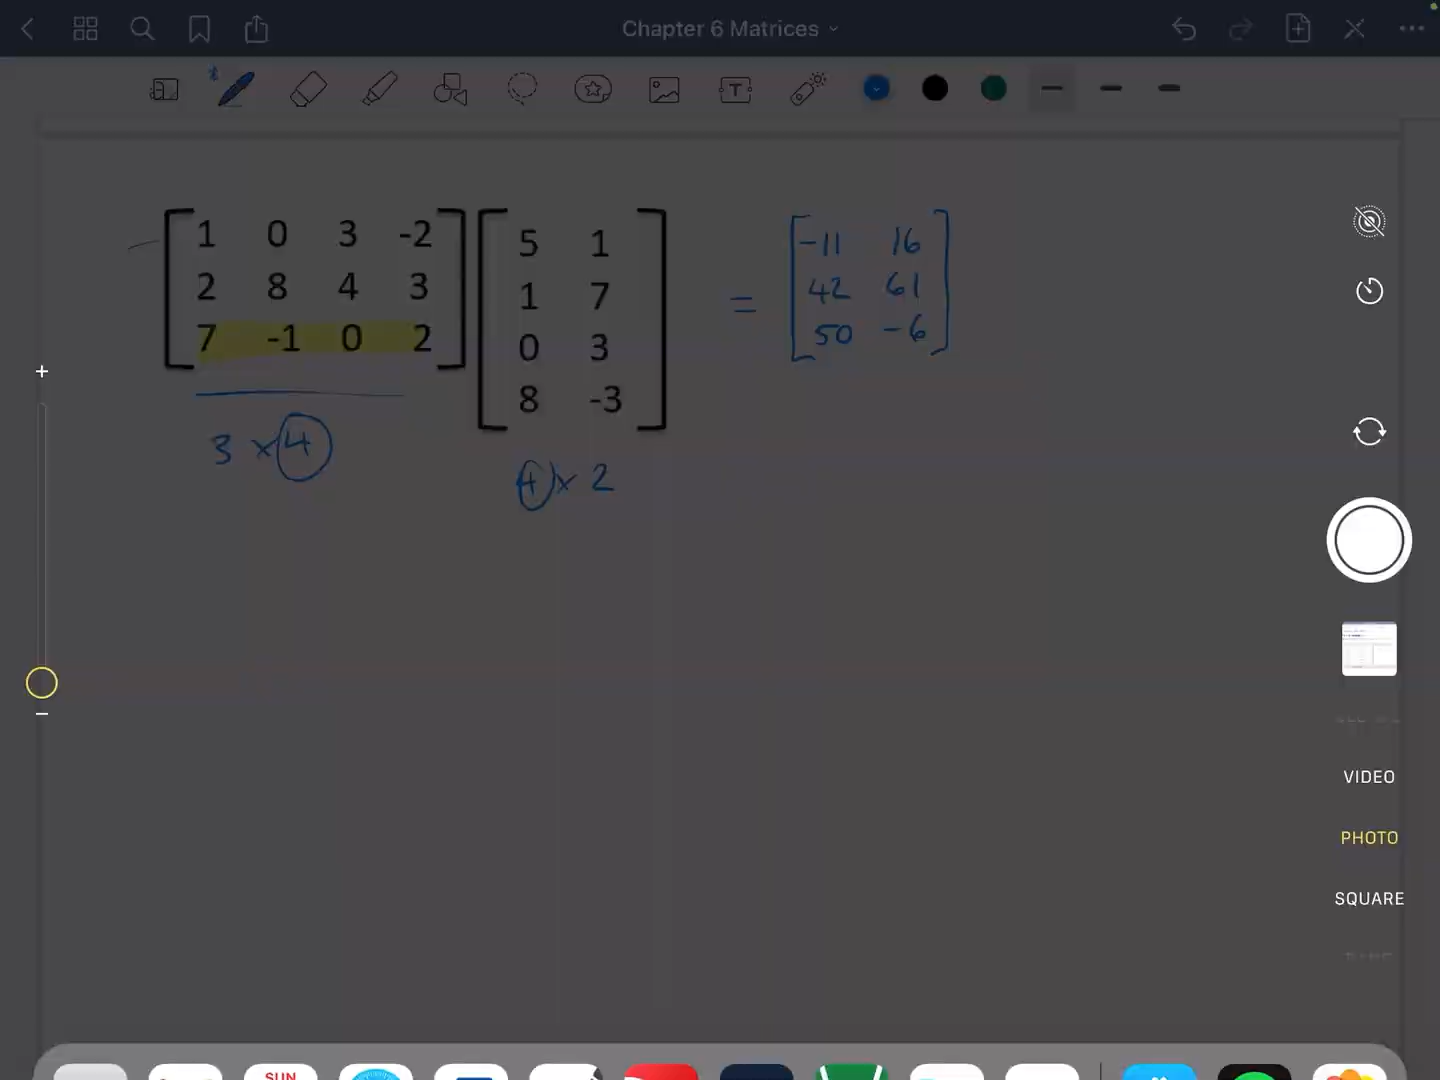 Chapter 6 Matrices
1 0 3 -2
2 8 4 3
7 -1 0 2
5 1
1 7
0 3
8 -3
=
-11 16
42 61
50 -6
3 x 4
4 x 2
+
-
VIDEO
PHOTO
SQUARE
SUN